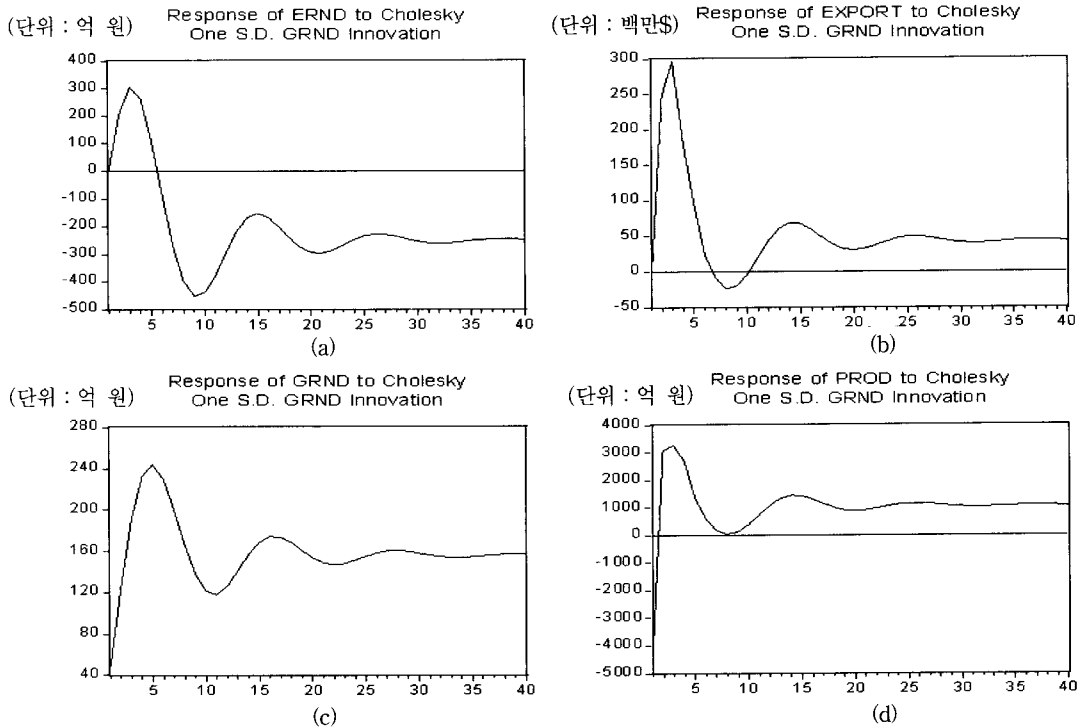 (단위 : 억 원)
Response of ERND to Cholesky
One S.D. GRND Innovation
400
300
200
100
0
-100
-200
-300
-400
-500
5 10 15 20 25 30 35 40
(a)
(단위 : 백만$)
Response of EXPORT to Cholesky
One S.D. GRND Innovation
300
250
200
150
100
50
0
-50
5 10 15 20 25 30 35 40
(b)
(단위 : 억 원)
Response of GRND to Cholesky
One S.D. GRND Innovation
280
240
200
160
120
80
40
5 10 15 20 25 30 35 40
(c)
(단위 : 억 원)
Response of PROD to Cholesky
One S.D. GRND Innovation
4000
3000
2000
1000
0
-1000
-2000
-3000
-4000
-5000
5 10 15 20 25 30 35 40
(d)